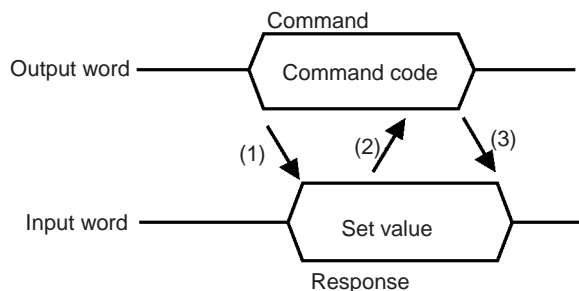 Command
Output word
Command code
(1)
(2)
(3)
Input word
Set value
Response